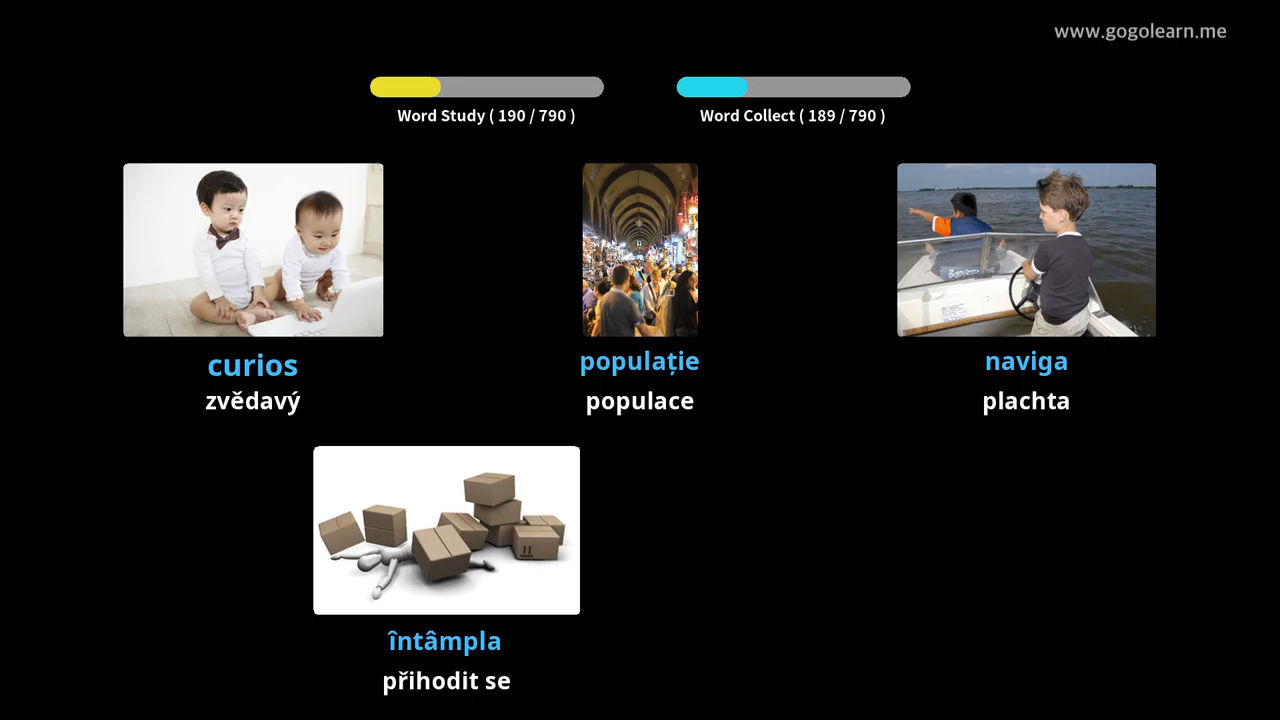 www.gogolearn.me
Word Study ( 190 / 790 )
Word Collect ( 189 / 790 )
curios
zvědavý
populație
populace
naviga
plachta
întâmpla
přihodit se